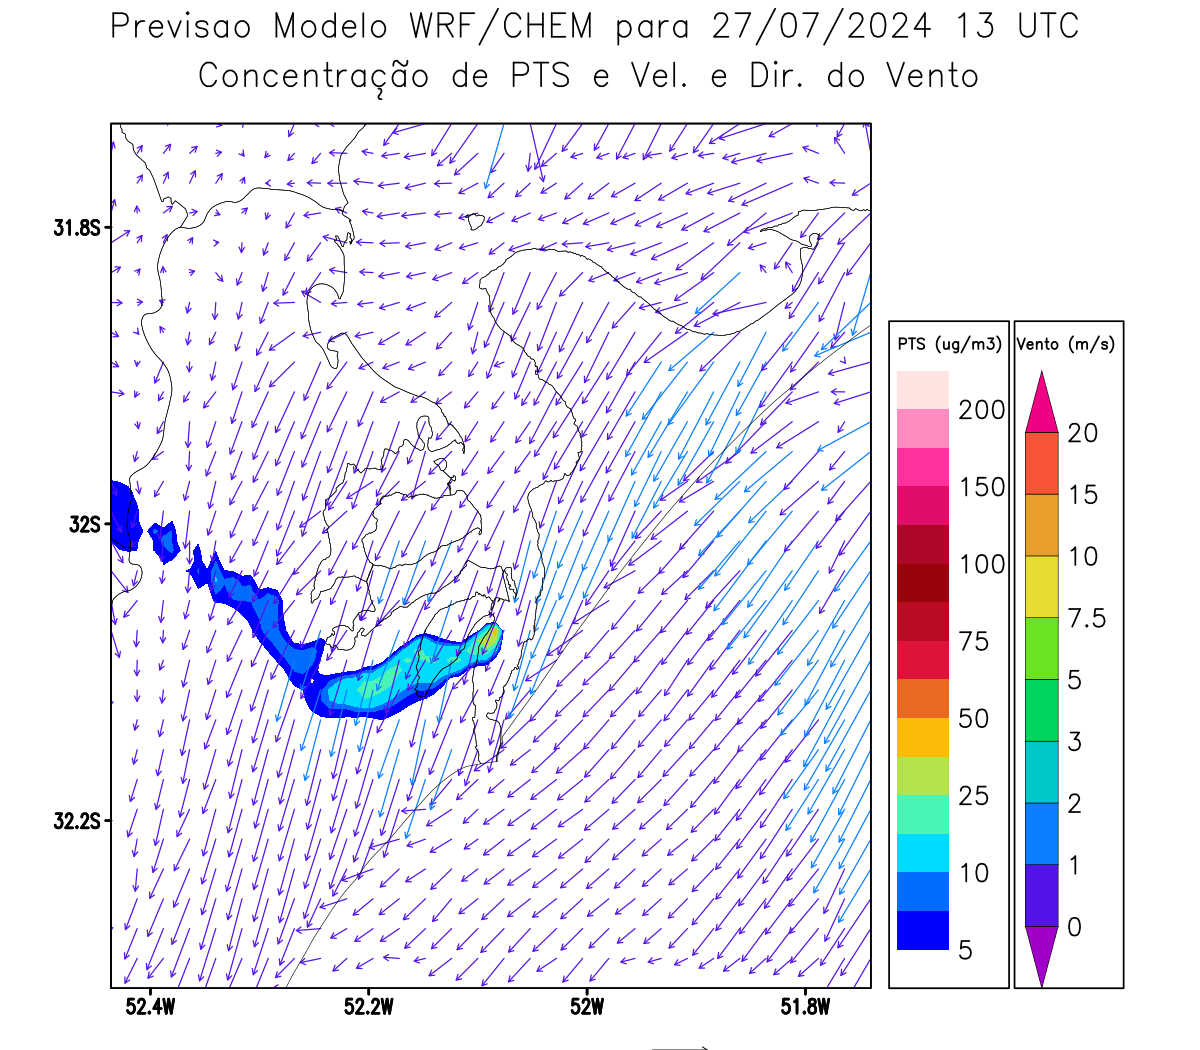 Previsao Modelo WRF/CHEM para 27/07/2024 13 UTC
Concentração de PTS e Vel. e Dir. do Vento
31.8S
32S
32.2S
52.4W 52.2W 52W 51.8W
PTS (ug/m3)
200
150
100
75
50
25
10
5
Vento (m/s)
20
15
10
7.5
5
3
2
1
0